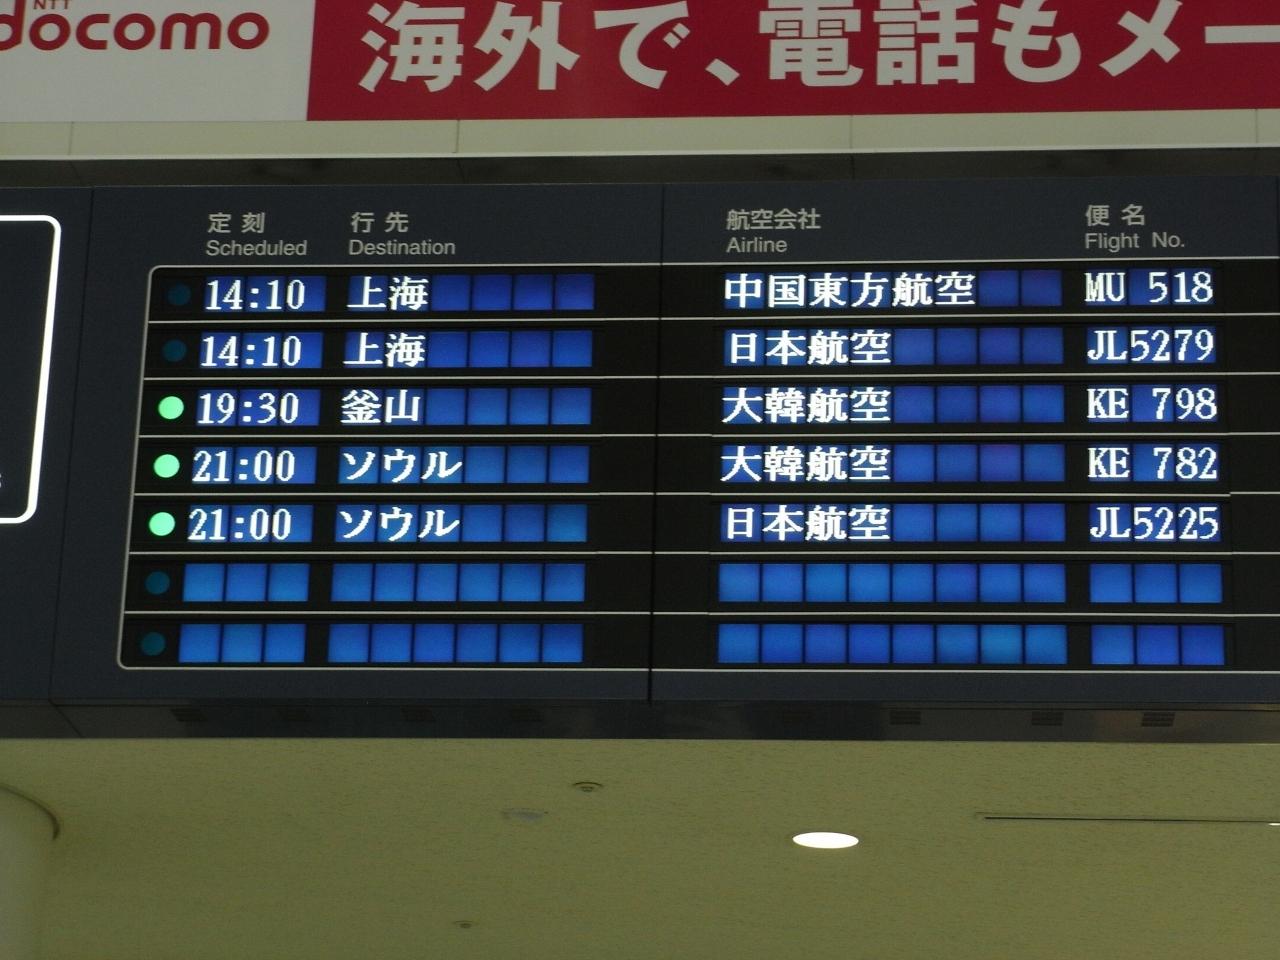 NTT
docomo
海外で、電話もメー
定刻 行先 航空会社 便名
Scheduled Destination Airline Flight No.
14:10 上海 中国東方航空 MU 518
14:10 上海 日本航空 JL5279
19:30 釜山 大韓航空 KE 798
21:00 ソウル 大韓航空 KE 782
21:00 ソウル 日本航空 JL5225